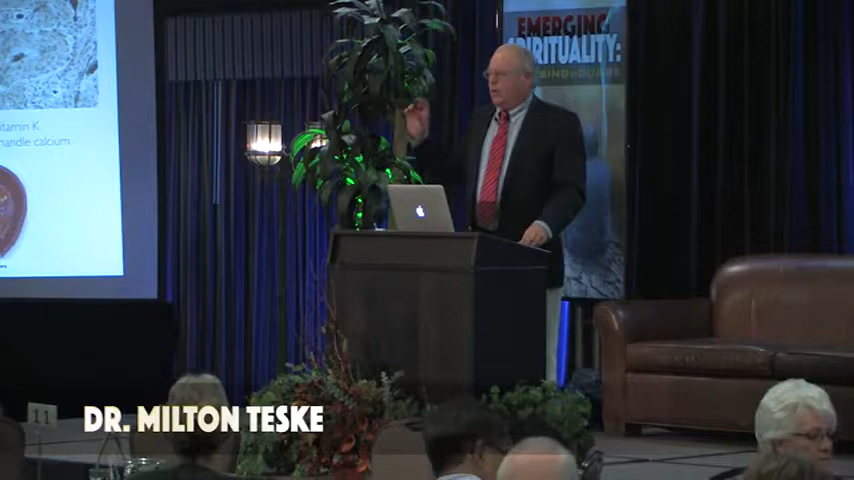 EMERGING
SPIRITUALITY:
itamin K
handle calcium
11
DR. MILTON TESKE